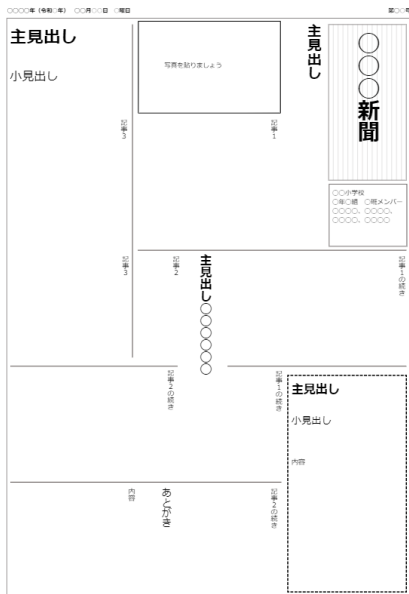 ○○○○年（令和○年）　○○月○○日　○曜日
第○○号
○○○新聞
○○小学校
○年○組　○班メンバー
○○○○、○○○○、
○○○○、○○○○
主見出し
写真を貼りましょう
記事1
記事1の続き
記事1の続き
主見出し○○○○○○
記事2
記事2の続き
記事2の続き
主見出し
小見出し
記事3
記事3
主見出し
小見出し
内容
あとがき
内容